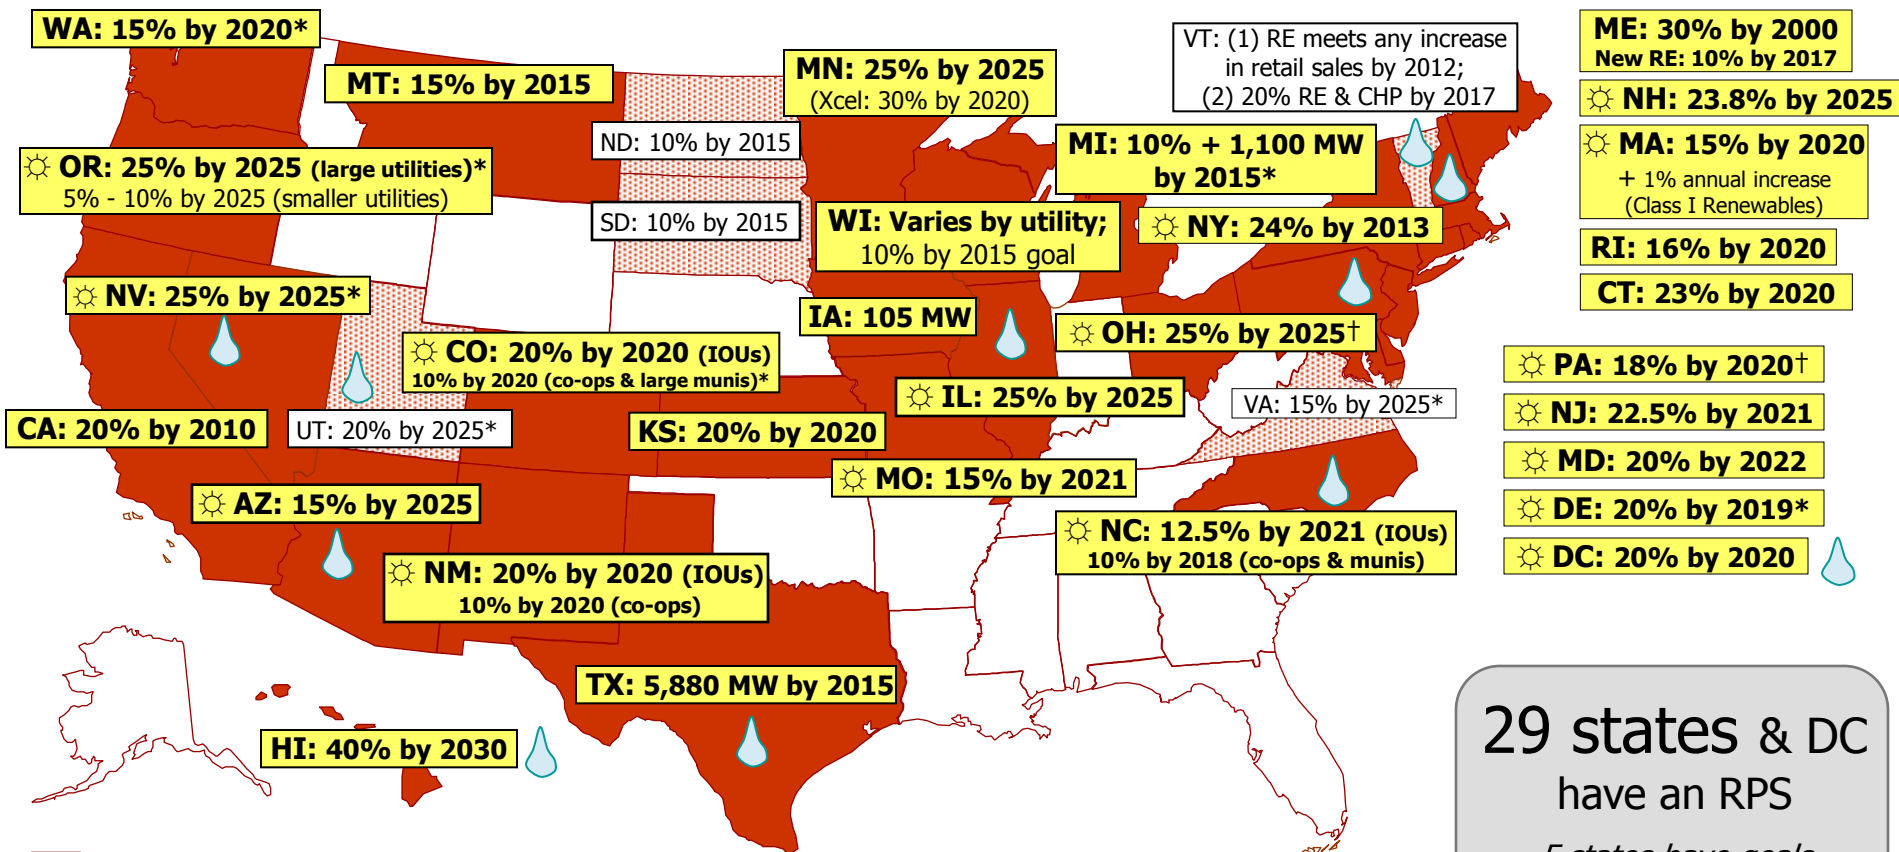 WA: 15% by 2020*
MT: 15% by 2015
MN: 25% by 2025
(Xcel: 30% by 2020)
VT: (1) RE meets any increase
in retail sales by 2012;
(2) 20% RE & CHP by 2017
ME: 30% by 2000
New RE: 10% by 2017
☼ NH: 23.8% by 2025
☼ MA: 15% by 2020
+ 1% annual increase
(Class I Renewables)
RI: 16% by 2020
CT: 23% by 2020
ND: 10% by 2015
MI: 10% + 1,100 MW
by 2015*
☼ OR: 25% by 2025 (large utilities)*
5% - 10% by 2025 (smaller utilities)
SD: 10% by 2015
WI: Varies by utility;
10% by 2015 goal
☼ NY: 24% by 2013
☼ NV: 25% by 2025*
IA: 105 MW
☼ OH: 25% by 2025†
☼ CO: 20% by 2020 (IOUs)
10% by 2020 (co-ops & large munis)*
☼ IL: 25% by 2025
VA: 15% by 2025*
☼ PA: 18% by 2020†
☼ NJ: 22.5% by 2021
☼ MD: 20% by 2022
☼ DE: 20% by 2019*
☼ DC: 20% by 2020
CA: 20% by 2010
UT: 20% by 2025*
KS: 20% by 2020
☼ MO: 15% by 2021
☼ AZ: 15% by 2025
☼ NC: 12.5% by 2021 (IOUs)
10% by 2018 (co-ops & munis)
☼ NM: 20% by 2020 (IOUs)
10% by 2020 (co-ops)
TX: 5,880 MW by 2015
HI: 40% by 2030
29 states & DC
have an RPS
5 states have goals